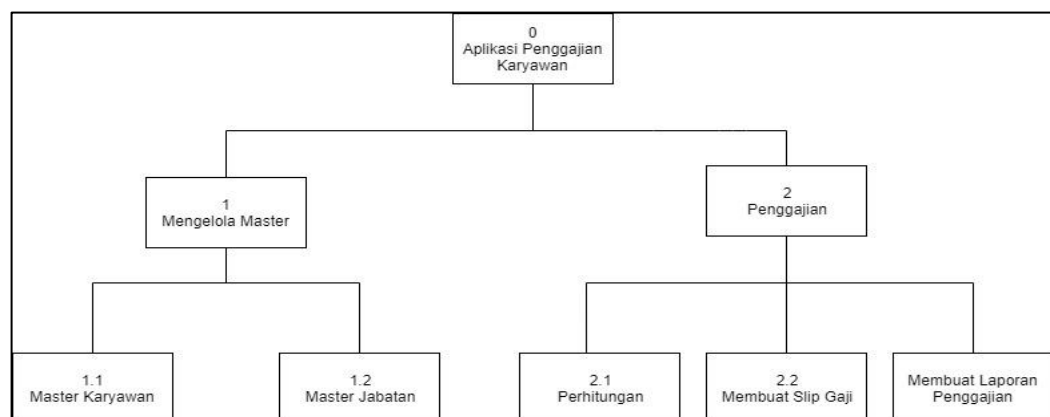 0
Aplikasi Penggajian
Karyawan
1
Mengelola Master
2
Penggajian
1.1
Master Karyawan
1.2
Master Jabatan
2.1
Perhitungan
2.2
Membuat Slip Gaji
Membuat Laporan
Penggajian